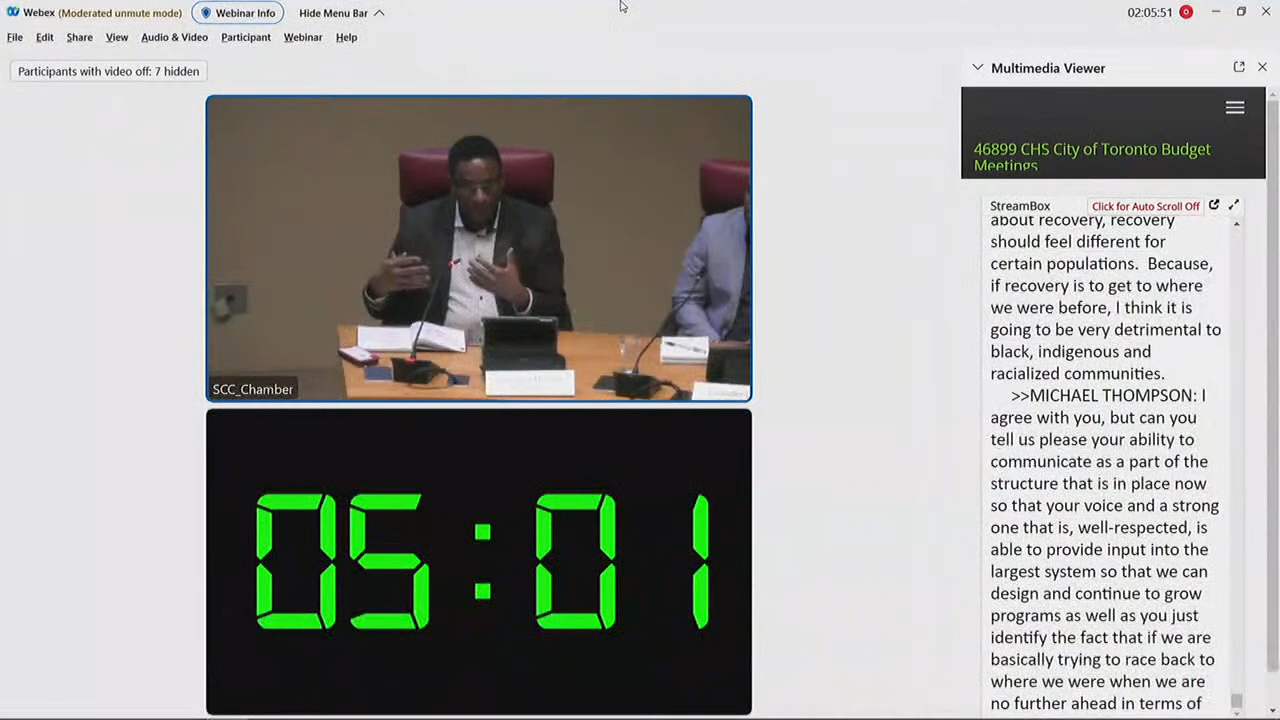 Webex (Moderated unmute mode)
Webinar Info
Hide Menu Bar
02:05:51
File Edit Share View Audio & Video Participant Webinar Help
Participants with video off: 7 hidden
Multimedia Viewer
46899 CHS City of Toronto Budget
Meetings
StreamBox
Click for Auto Scroll Off
about recovery, recovery
should feel different for
certain populations. Because,
if recovery is to get to where
we were before, I think it is
going to be very detrimental to
black, indigenous and
racialized communities.
>>MICHAEL THOMPSON: I
agree with you, but can you
tell us please your ability to
communicate as a part of the
structure that is in place now
so that your voice and a strong
one that is, well-respected, is
able to provide input into the
largest system so that we can
design and continue to grow
programs as well as you just
identify the fact that if we are
basically trying to race back to
where we were when we are
no further ahead in terms of
SCC_Chamber
05:01